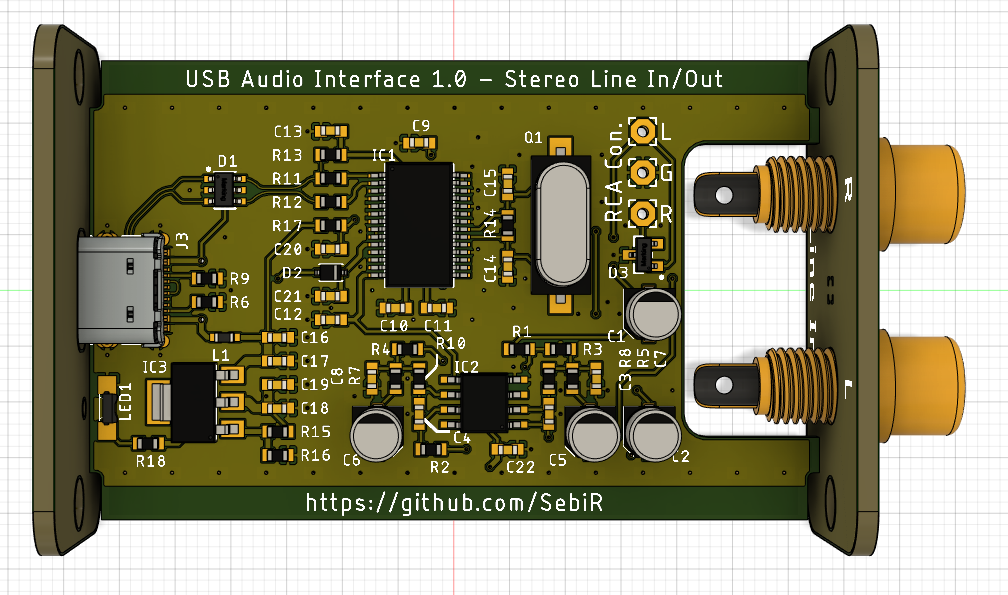 USB Audio Interface 1.0 – Stereo Line In/Out
C13
C9
Q1
L
R13
IC1
RCA Con.
D1
R11
C15
G
R
R12
R14
R
R17
J3
C20
Line In
D2
C14
D3
R9
C21
R6
C12
C10
C11
C1
C16
R1
R10
R4
R3
R8
R5
C7
L1
C17
IC3
IC2
C8
R7
C3
C19
LED1
C18
L
R15
C4
R18
R16
C6
R2
C22
C5
C2
https://github.com/SebiR